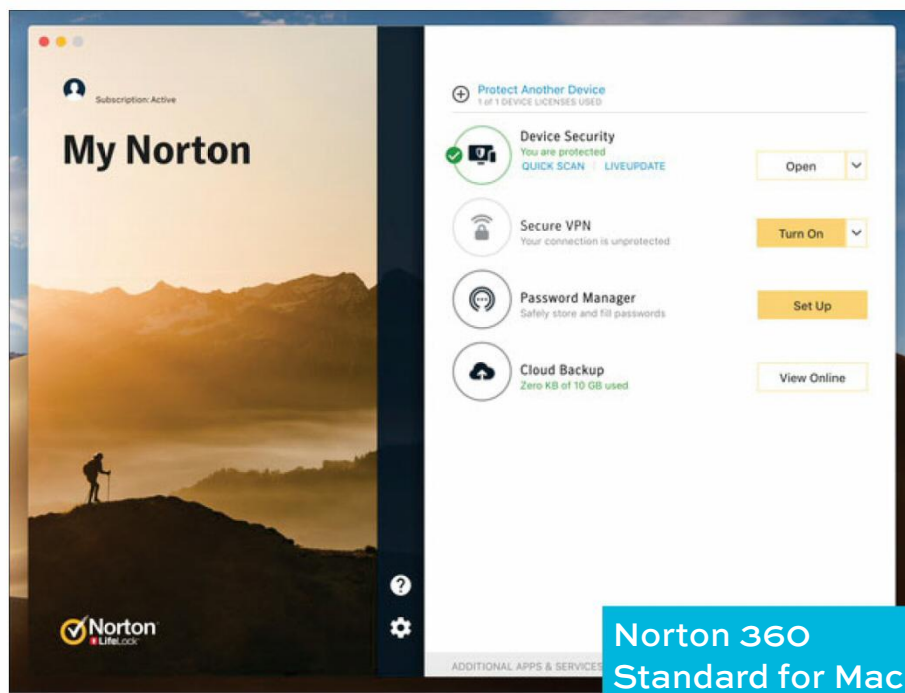 Subscription: Active
My Norton
Norton
LifeLock
Protect Another Device
1 of 1 DEVICE LICENSES USED
Device Security
You are protected
QUICK SCAN | LIVEUPDATE
Open
Secure VPN
Your connection is unprotected
Turn On
Password Manager
Safely store and fill passwords
Set Up
Cloud Backup
Zero KB of 10 GB used
View Online
?
ADDITIONAL APPS & SERVICES
Norton 360
Standard for Mac